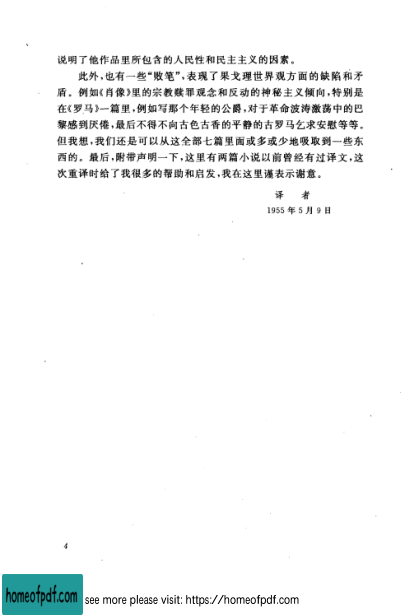 说明了他作品里所包含的人民性和民主主义的因素。
此外,也有一些“败笔”,表现了果戈理世界观方面的缺陷和矛
盾。例如《肖像》里的宗教赎罪观念和反动的神秘主义倾向,特别是
在《罗马》一篇里,例如写那个年轻的公爵,对于革命波涛激荡中的巴
黎感到厌倦,最后不得不向古色古香的平静的古罗马乞求安慰等等。
但我想,我们还是可以从这全部七篇里面或多或少地吸取到一些东
西的。最后,附带声明一下,这里有两篇小说以前曾经有过译文,这
次重译时给了我很多的帮助和启发,我在这里谨表示谢意。
译 者
1955 年 5 月 9 日
4
homeofpdf.com
see more please visit: https://homeofpdf.com